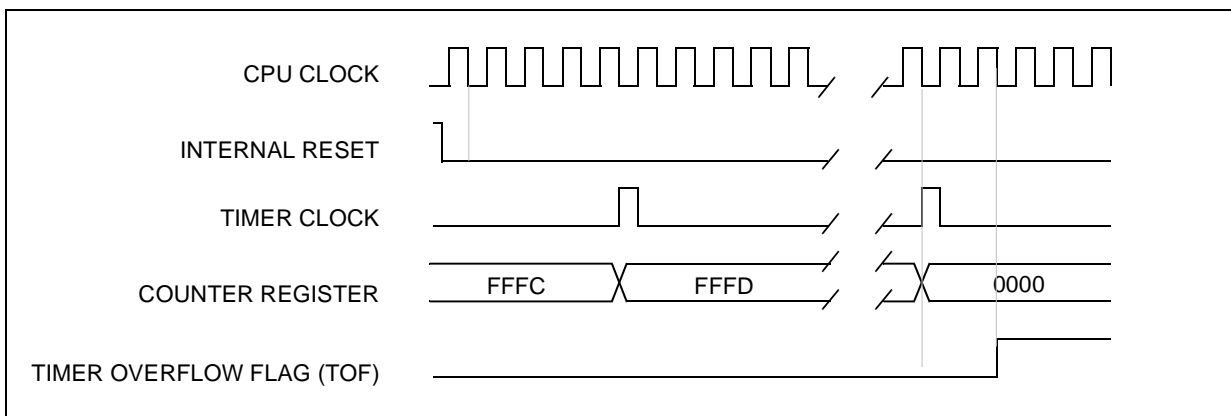 CPU CLOCK
INTERNAL RESET
TIMER CLOCK
COUNTER REGISTER
FFFC
FFFD
0000
TIMER OVERFLOW FLAG (TOF)